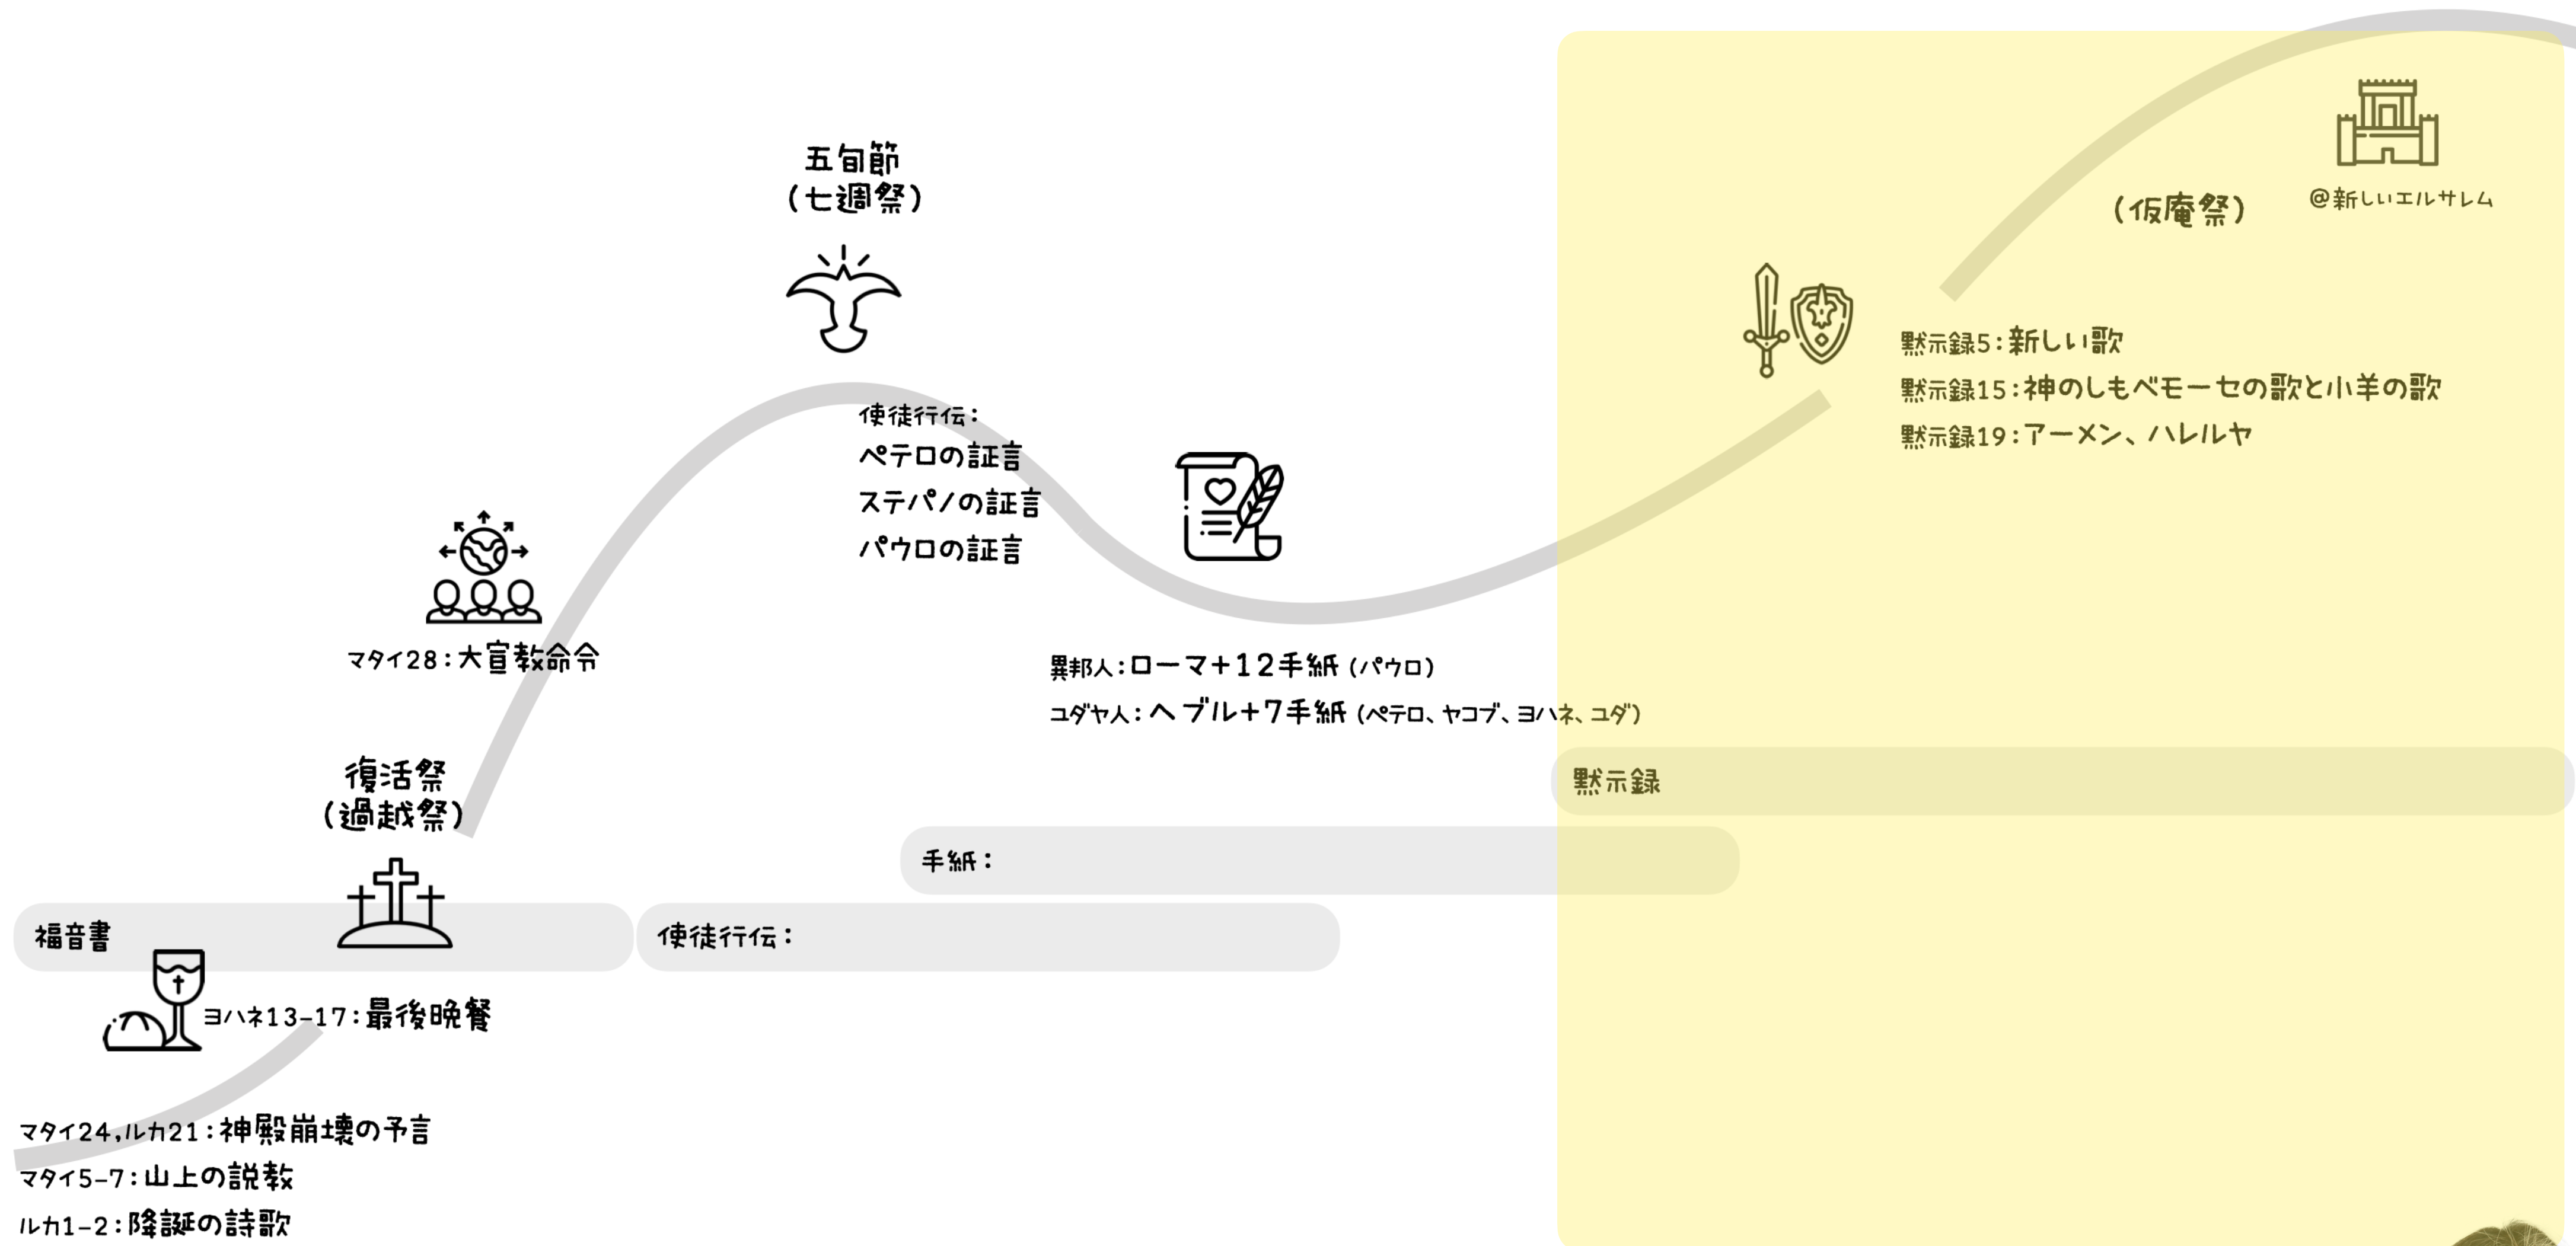 五旬節
(七週祭)
使徒行伝:
ペテロの証言
ステパノの証言
パウロの証言
マタイ28:大宣教命令
復活祭
(過越祭)
福音書
ヨハネ13-17:最後晩餐
マタイ24,ルカ21:神殿崩壊の予言
マタイ5-7:山上の説教
ルカ1-2:降誕の詩歌
使徒行伝:
手紙:
異邦人:ローマ+12手紙(パウロ)
ユダヤ人:ヘブル+7手紙(ペテロ、ヤコブ、ヨハネ、ユダ)
(仮庵祭)
@新しいエルサレム
黙示録5:新しい歌
黙示録15:神のしもべモーセの歌と小羊の歌
黙示録19:アーメン、ハレルヤ
黙示録